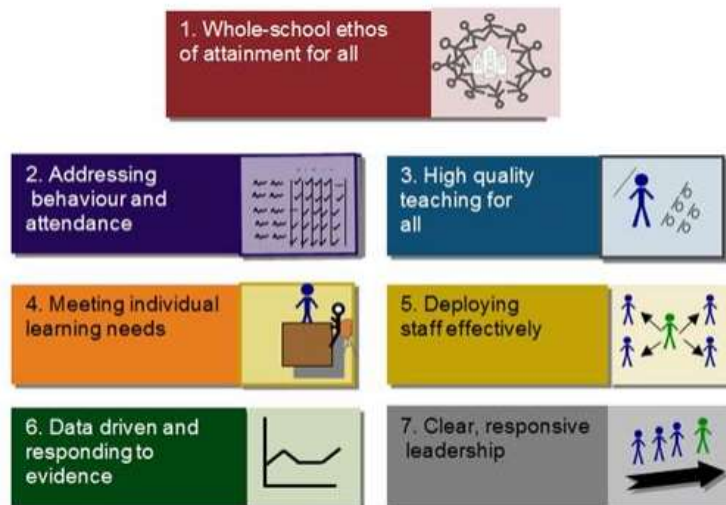 1. Whole-school ethos
of attainment for all
2. Addressing
behaviour and
attendance
3. High quality
teaching for
all
4. Meeting individual
learning needs
5. Deploying
staff effectively
6. Data driven and
responding to
evidence
7. Clear, responsive
leadership